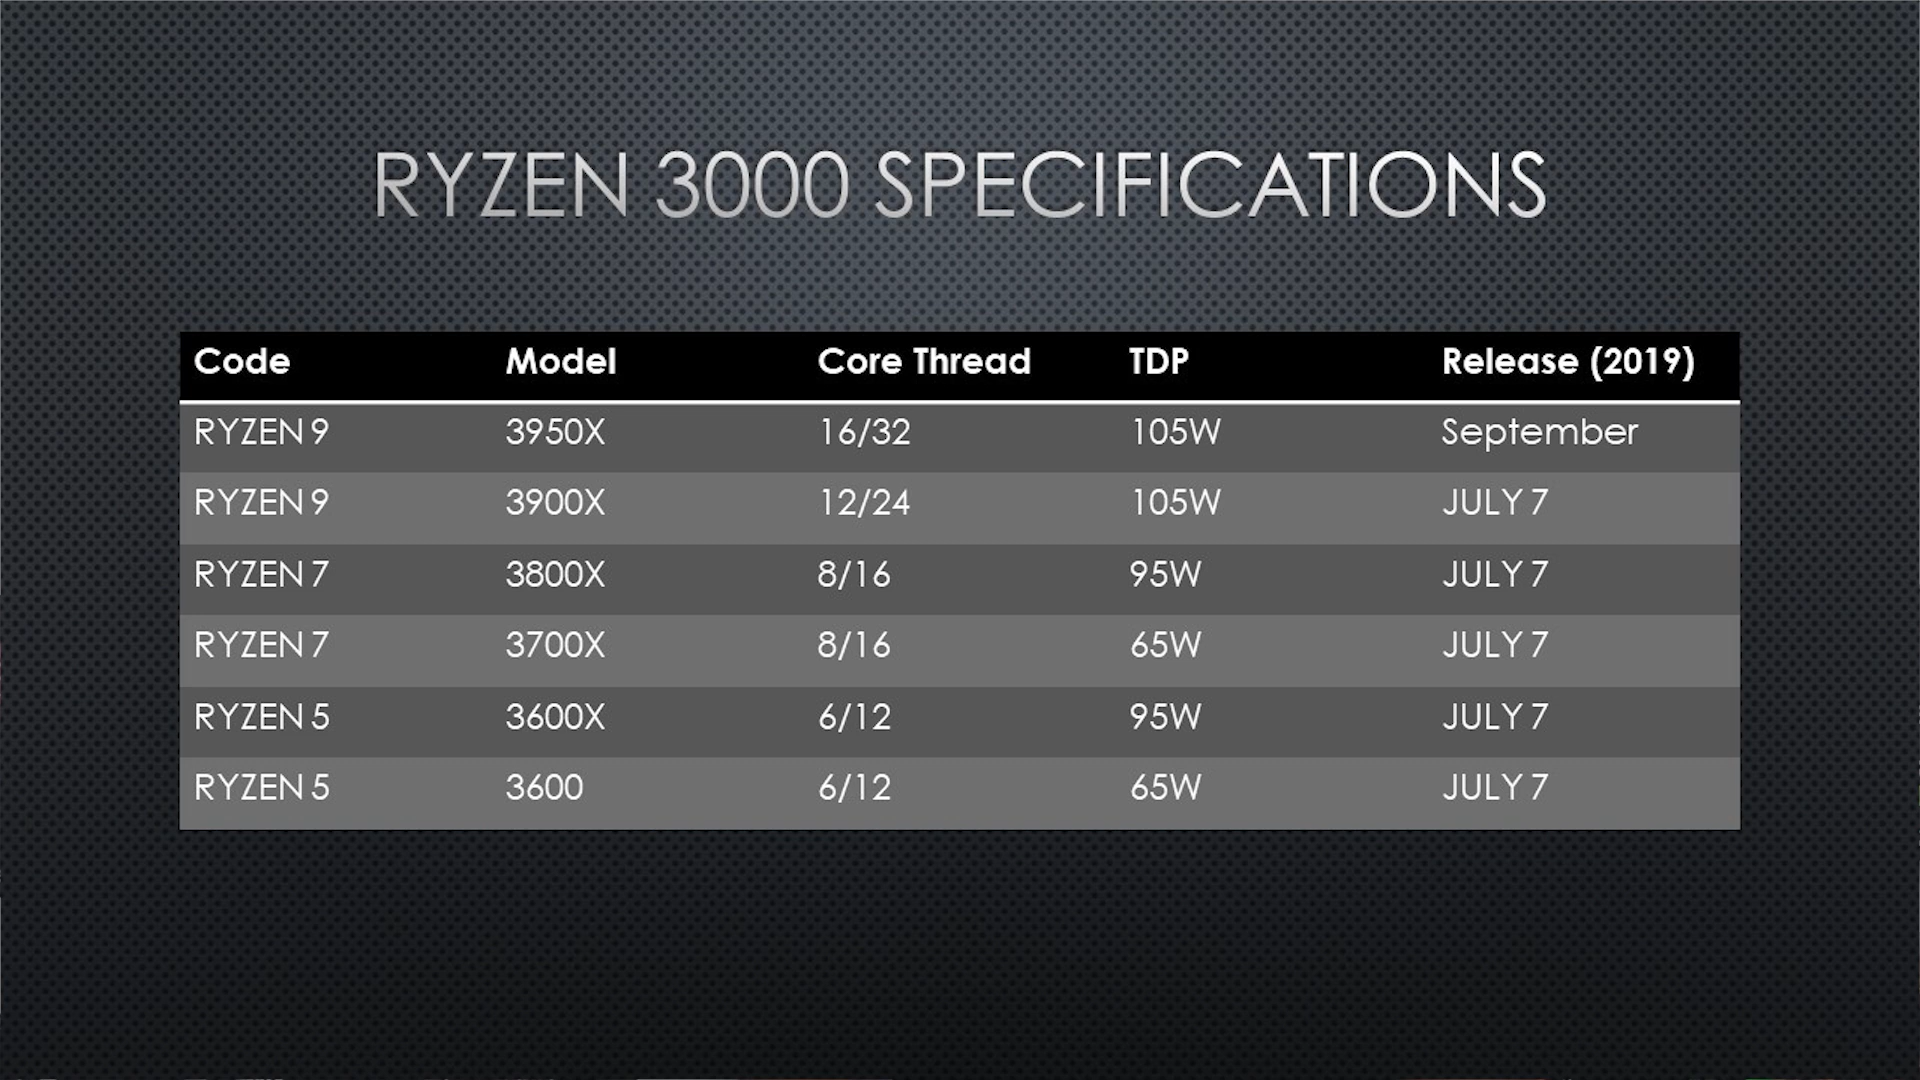 RYZEN 3000 SPECIFICATIONS
Code Model Core Thread TDP Release (2019)
RYZEN 9 3950X 16/32 105W September
RYZEN 9 3900X 12/24 105W JULY 7
RYZEN 7 3800X 8/16 95W JULY 7
RYZEN 7 3700X 8/16 65W JULY 7
RYZEN 5 3600X 6/12 95W JULY 7
RYZEN 5 3600 6/12 65W JULY 7